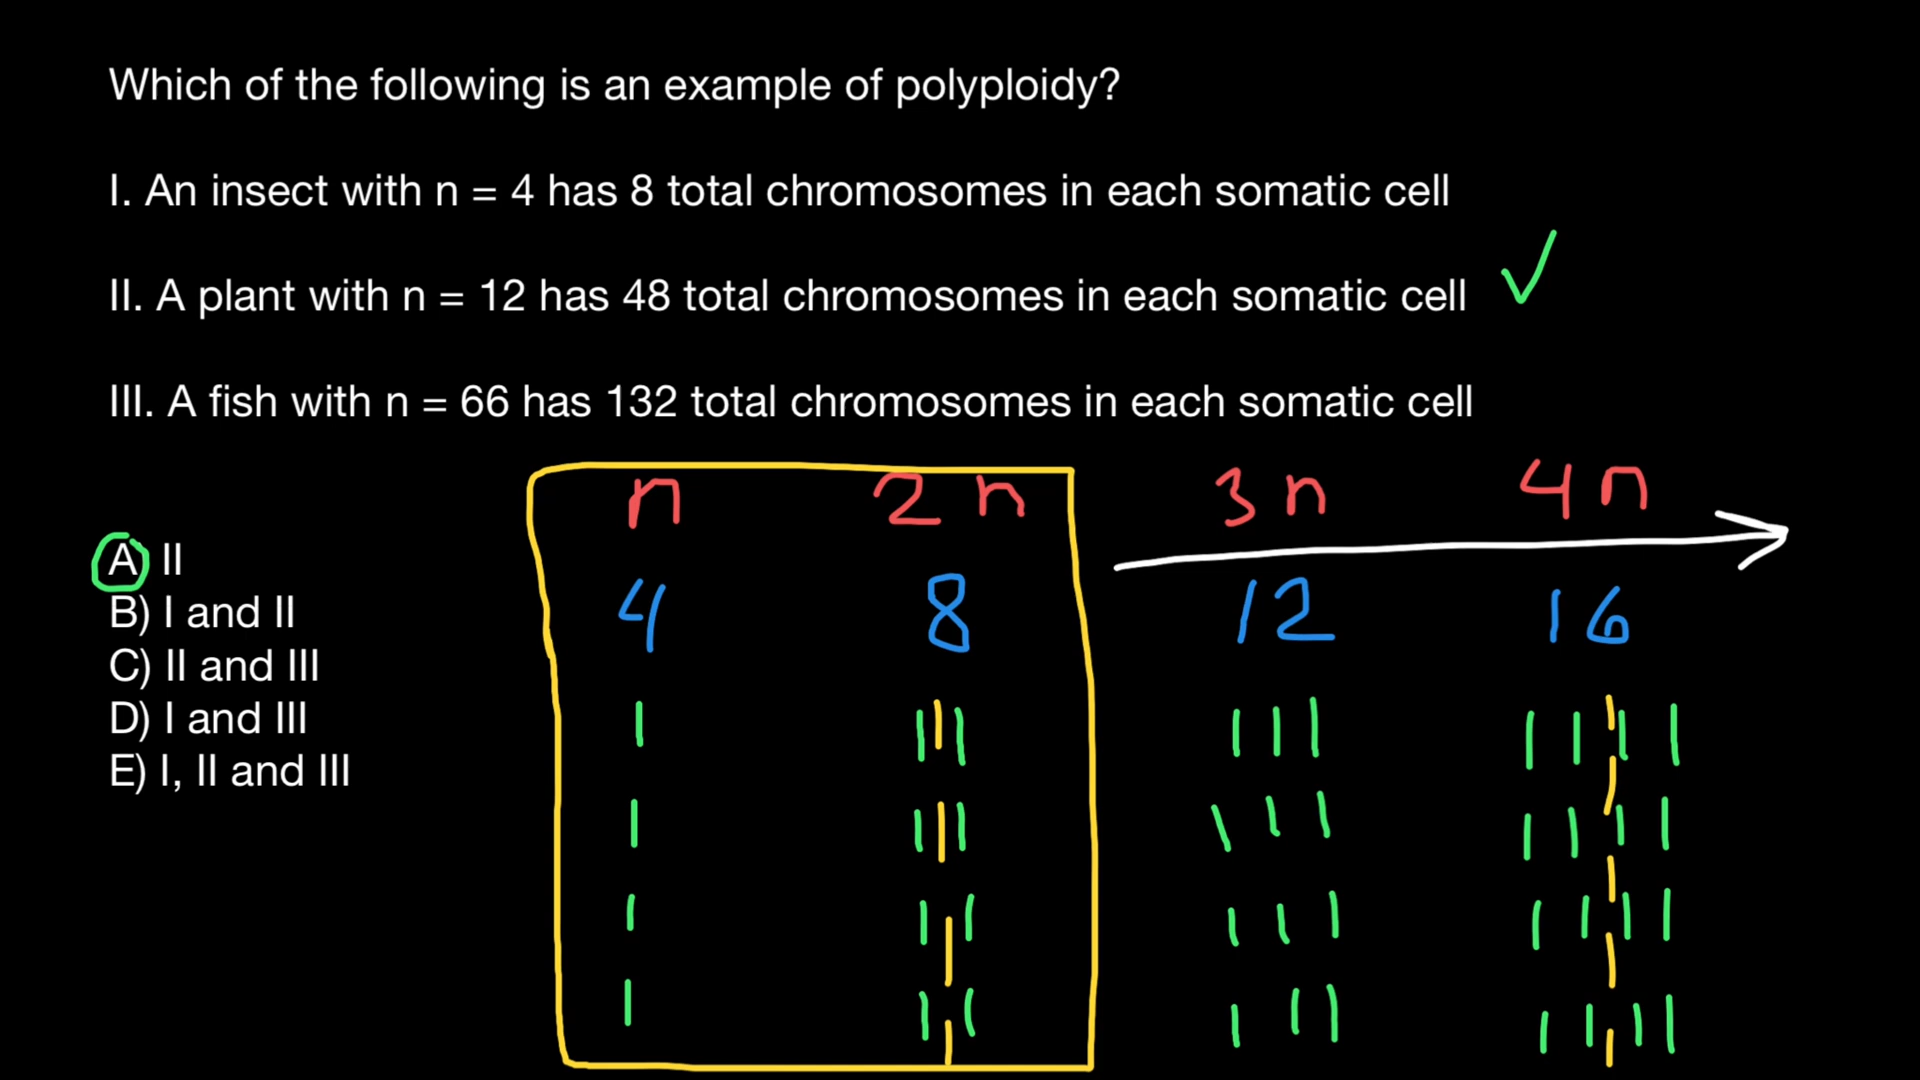 Which of the following is an example of polyploidy?
I. An insect with n = 4 has 8 total chromosomes in each somatic cell
II. A plant with n = 12 has 48 total chromosomes in each somatic cell
III. A fish with n = 66 has 132 total chromosomes in each somatic cell
n 2n 3n 4n
A) II
B) I and II
4 8 12 16
C) II and III
D) I and III
E) I, II and III